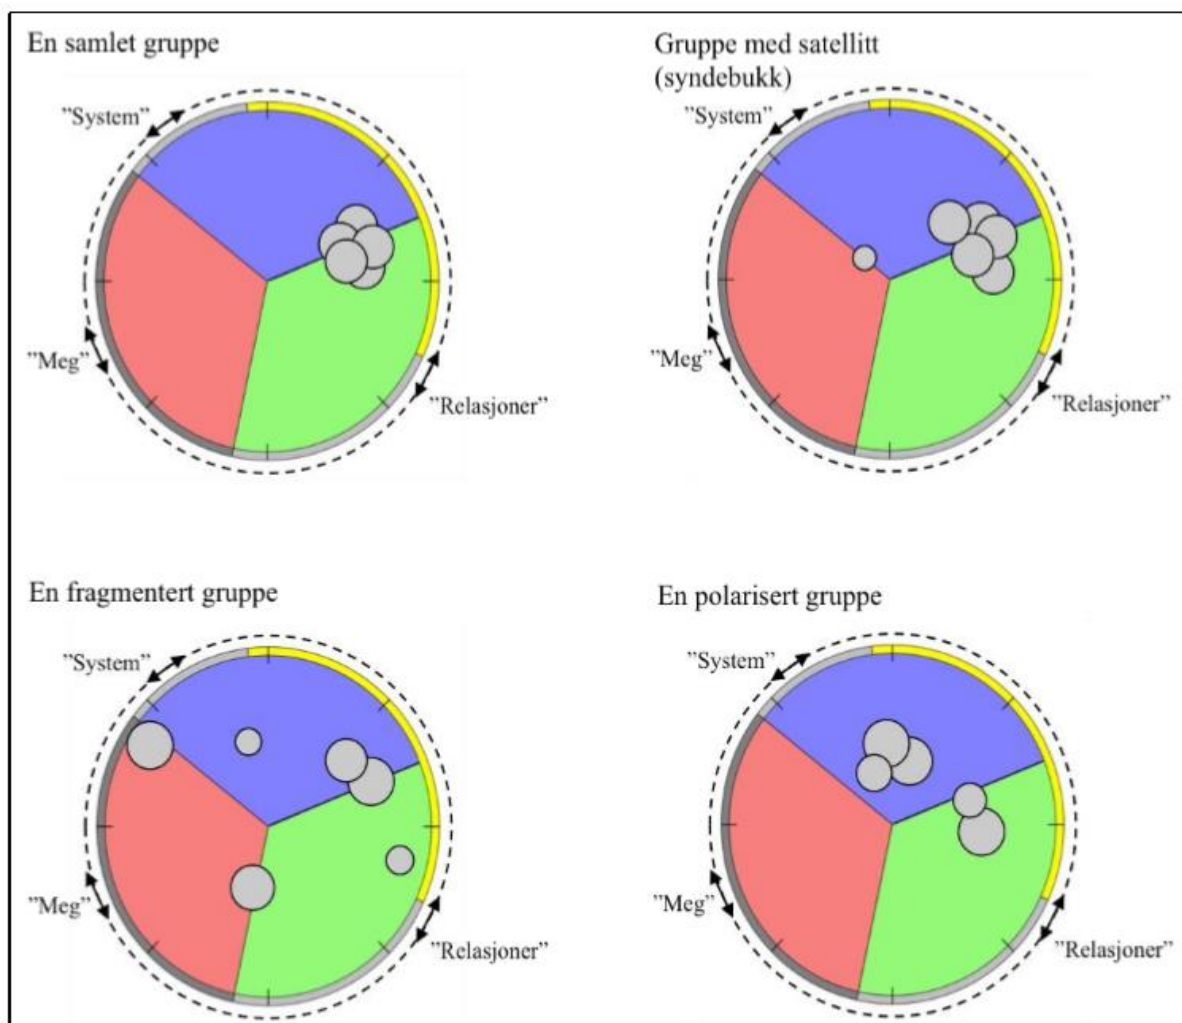 En samlet gruppe
”System”
”Meg”
”Relasjoner”
Gruppe med satellitt
(syndebukk)
”System”
”Meg”
”Relasjoner”
En fragmentert gruppe
”System”
”Meg”
”Relasjoner”
En polarisert gruppe
”System”
”Meg”
”Relasjoner”